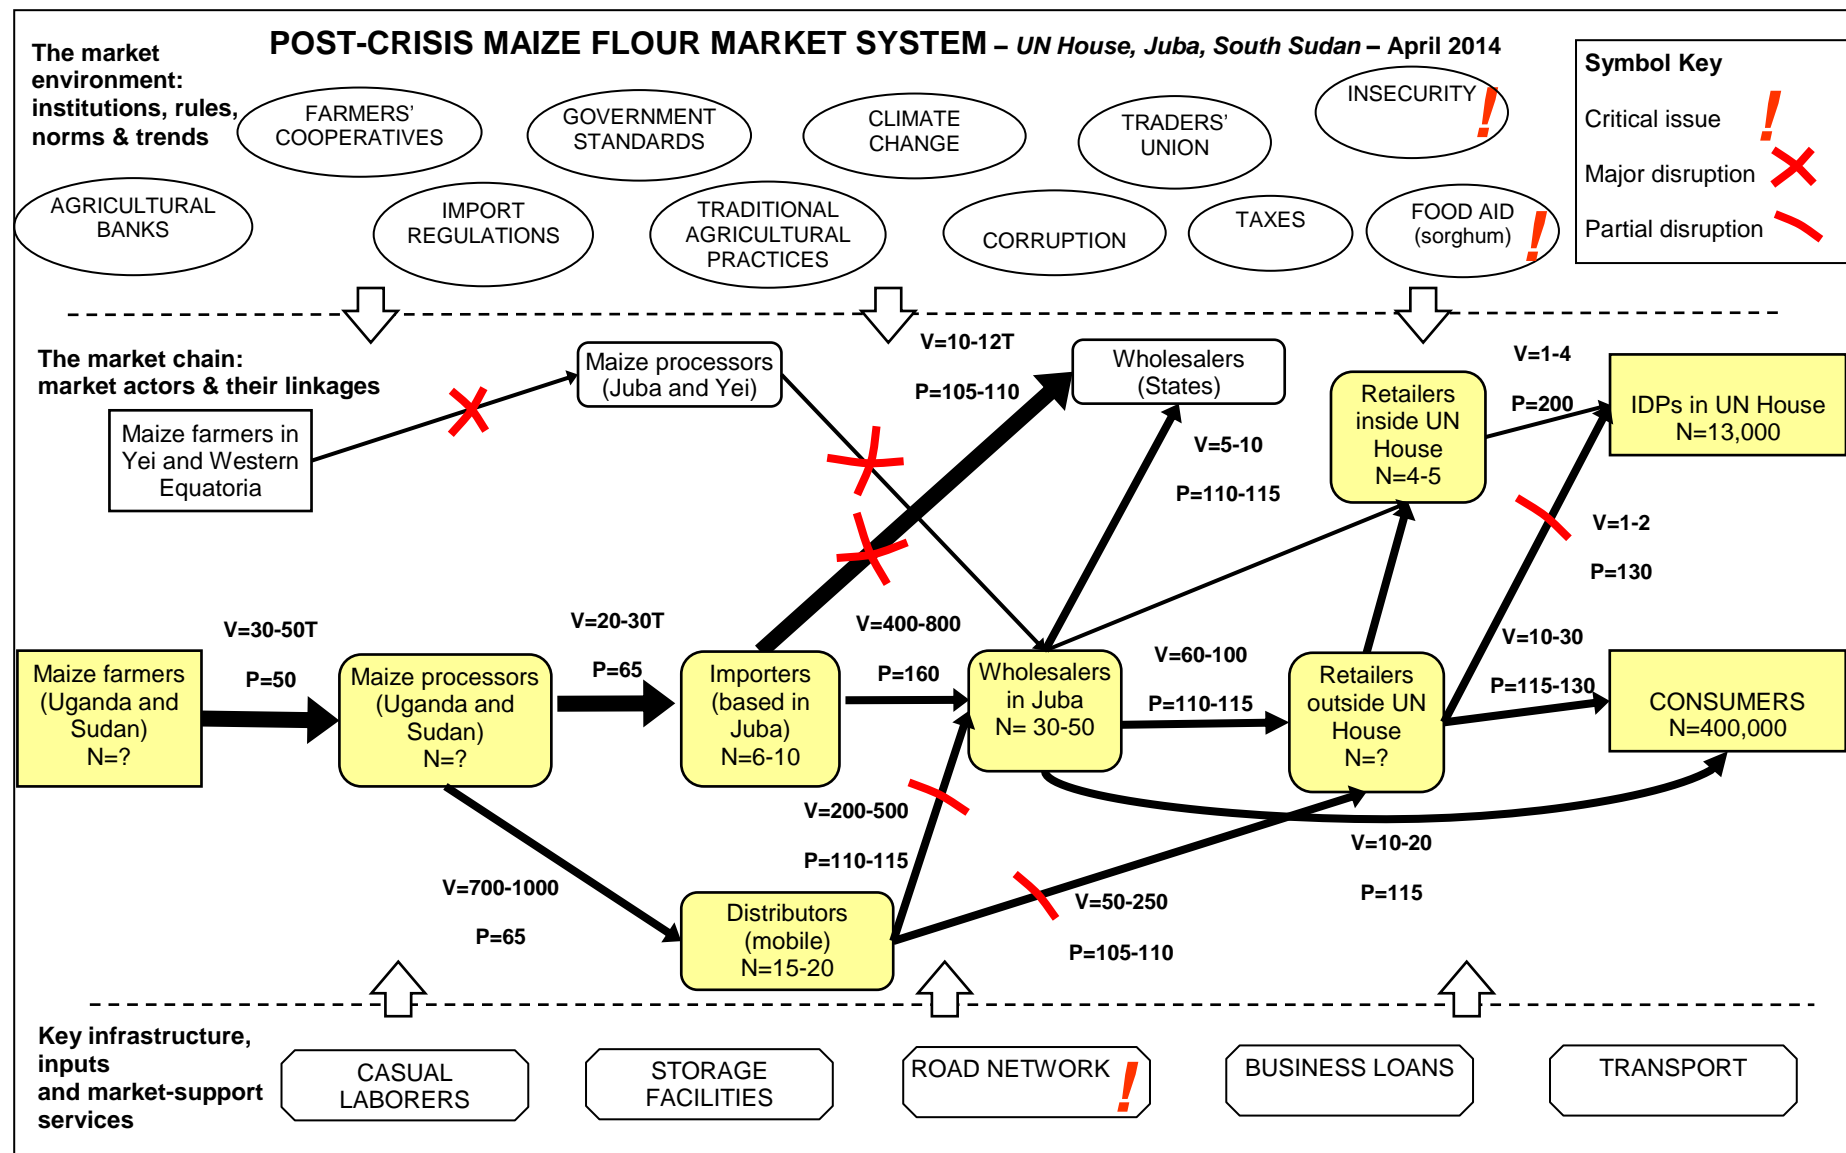 POST-CRISIS MAIZE FLOUR MARKET SYSTEM – UN House, Juba, South Sudan – April 2014
The market
environment:
institutions, rules,
norms & trends
FARMERS'
COOPERATIVES
GOVERNMENT
STANDARDS
CLIMATE
CHANGE
TRADERS'
UNION
INSECURITY
!
Symbol Key
Critical issue !
Major disruption
Partial disruption
AGRICULTURAL
BANKS
IMPORT
REGULATIONS
TRADITIONAL
AGRICULTURAL
PRACTICES
CORRUPTION
TAXES
FOOD AID
(sorghum)
!
The market chain:
market actors & their linkages
Maize farmers in
Yei and Western
Equatoria
Maize processors
(Juba and Yei)
V=10-12T
P=105-110
Wholesalers
(States)
V=5-10
P=110-115
Retailers
inside UN
House
N=4-5
V=1-4
P=200
IDPs in UN House
N=13,000
V=1-2
P=130
Maize farmers
(Uganda and
Sudan)
N=?
V=30-50T
P=50
Maize processors
(Uganda and
Sudan)
N=?
V=20-30T
P=65
Importers
(based in
Juba)
N=6-10
V=400-800
P=160
Wholesalers
in Juba
N= 30-50
V=60-100
P=110-115
Retailers
outside UN
House
N=?
V=10-30
P=115-130
CONSUMERS
N=400,000
V=200-500
P=110-115
V=10-20
P=115
V=700-1000
P=65
Distributors
(mobile)
N=15-20
V=50-250
P=105-110
Key infrastructure,
inputs
and market-support
services
CASUAL
LABORERS
STORAGE
FACILITIES
ROAD NETWORK
!
BUSINESS LOANS
TRANSPORT